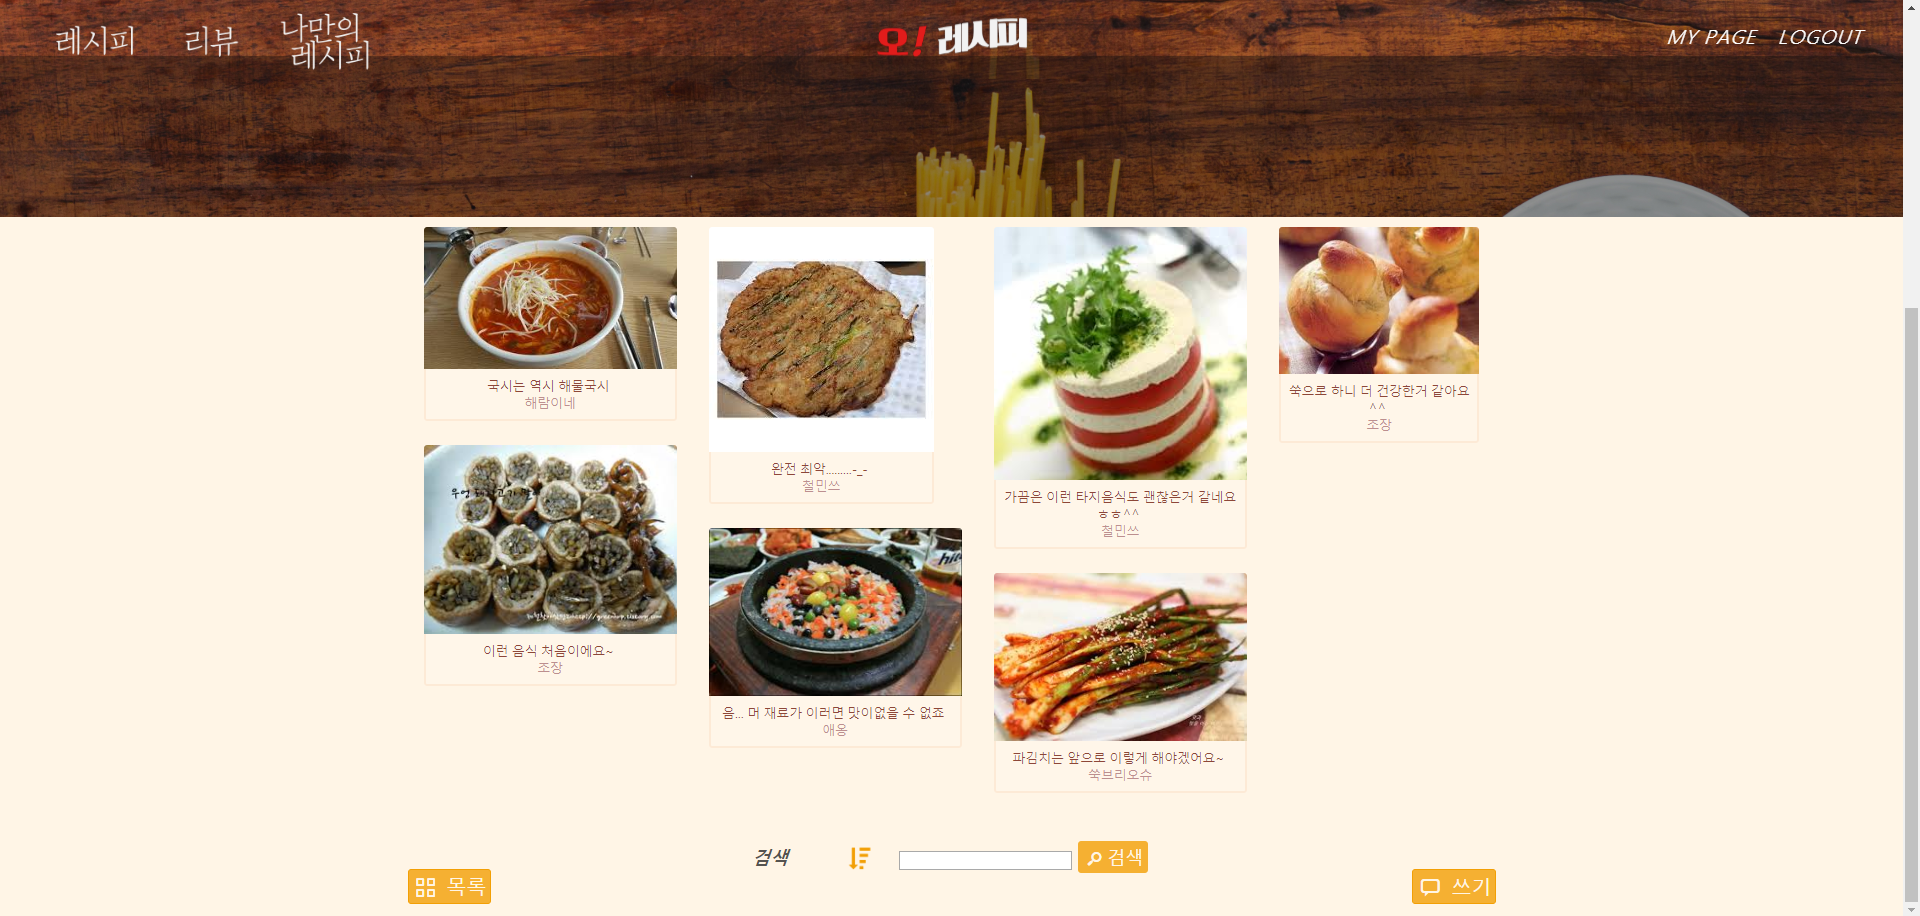 레시피
리뷰
나만의
레시피
오! 레시피
MY PAGE
LOGOUT
국시는 역시 해물국시
해람이네
완전 최악.........-_-
철민쓰
가끔은 이런 타지음식도 괜찮은거 같네요
ㅎㅎ^^
철민쓰
쑥으로 하니 더 건강한거 같아요
^^
조장
이런 음식 처음이에요~
조장
음... 머 재료가 이러면 맛이없을 수 없죠
애옹
파김치는 앞으로 이렇게 해야겠어요~
쑥브리오슈
검색
검색
목록
쓰기